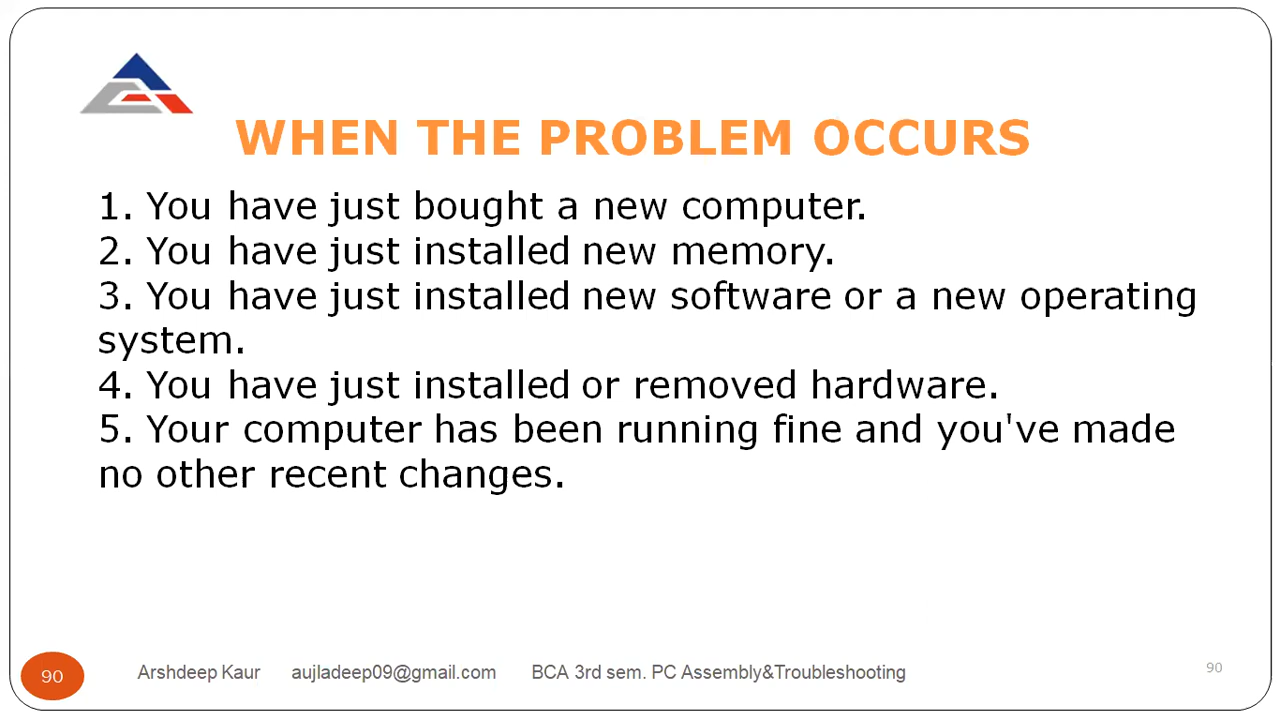 WHEN THE PROBLEM OCCURS
1. You have just bought a new computer.
2. You have just installed new memory.
3. You have just installed new software or a new operating
system.
4. You have just installed or removed hardware.
5. Your computer has been running fine and you've made
no other recent changes.
90 Arshdeep Kaur aujladeep09@gmail.com BCA 3rd sem. PC Assembly&Troubleshooting 90